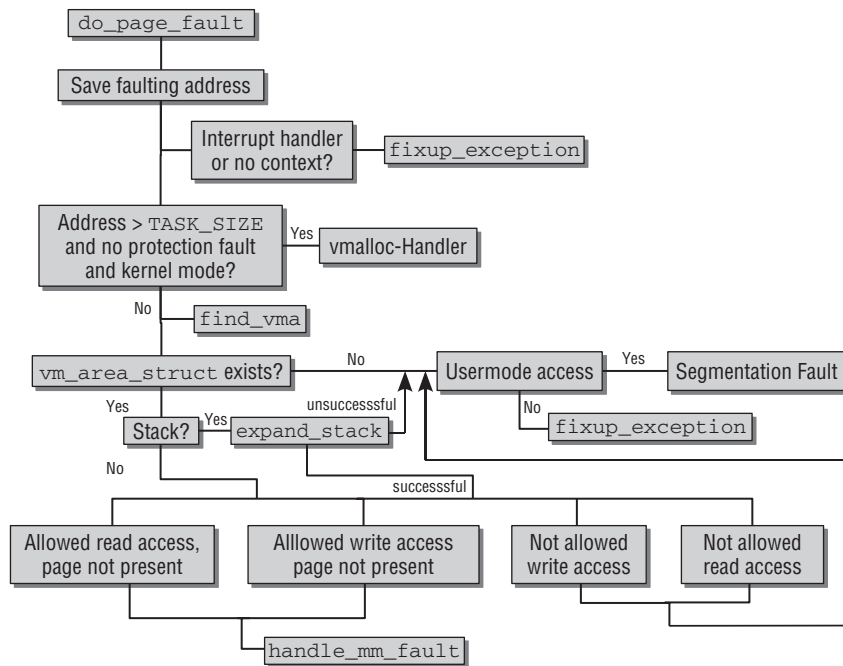 do_page_fault
Save faulting address
Interrupt handler
or no context?
fixup_exception
Address > TASK_SIZE
and no protection fault
and kernel mode?
Yes
vmalloc-Handler
No
find_vma
vm_area_struct exists?
No
Usermode access
Yes
Segmentation Fault
Yes
Stack?
Yes
expand_stack
unsuccesssful
No
fixup_exception
No
successsful
Allowed read access,
page not present
Alllowed write access
page not present
Not allowed
write access
Not allowed
read access
handle_mm_fault